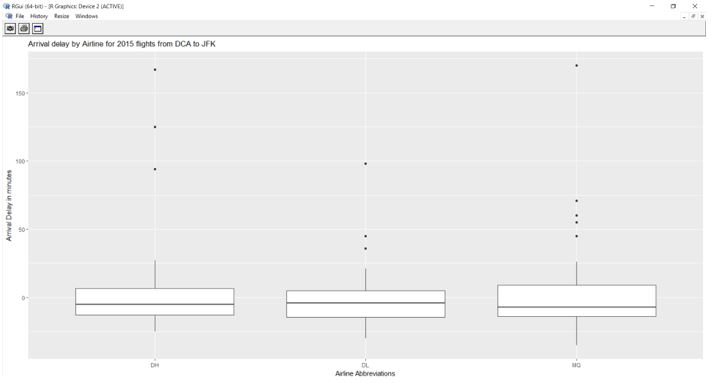 RGui (64-bit) - [R Graphics: Device 2 (ACTIVE)]
File History Resize Windows
Arrival delay by Airline for 2015 flights from DCA to JFK
150
100
50
0
Arrival Delay in minutes
DH DL MQ
Airline Abbreviations